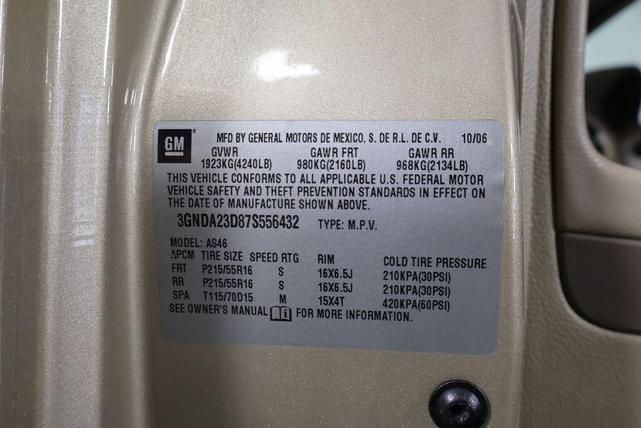 GM MFD BY GENERAL MOTORS DE MEXICO, S. DE R.L. DE C.V. 10/06
GVWR GAWR FRT GAWR RR
1923KG(4240LB) 980KG(2160LB) 968KG(2134LB)
THIS VEHICLE CONFORMS TO ALL APPLICABLE U.S. FEDERAL MOTOR
VEHICLE SAFETY AND THEFT PREVENTION STANDARDS IN EFFECT ON
THE DATE OF MANUFACTURE SHOWN ABOVE.
3GNDA23D87S556432 TYPE: M.P.V.
MODEL: AS46
APCM TIRE SIZE SPEED RTG RIM COLD TIRE PRESSURE
FRT P215/55R16 S 16X6.5J 210KPA(30PSI)
RR P215/55R16 S 16X6.5J 210KPA(30PSI)
SPA T115/70D15 M 15X4T 420KPA(60PSI)
SEE OWNER'S MANUAL FOR MORE INFORMATION.